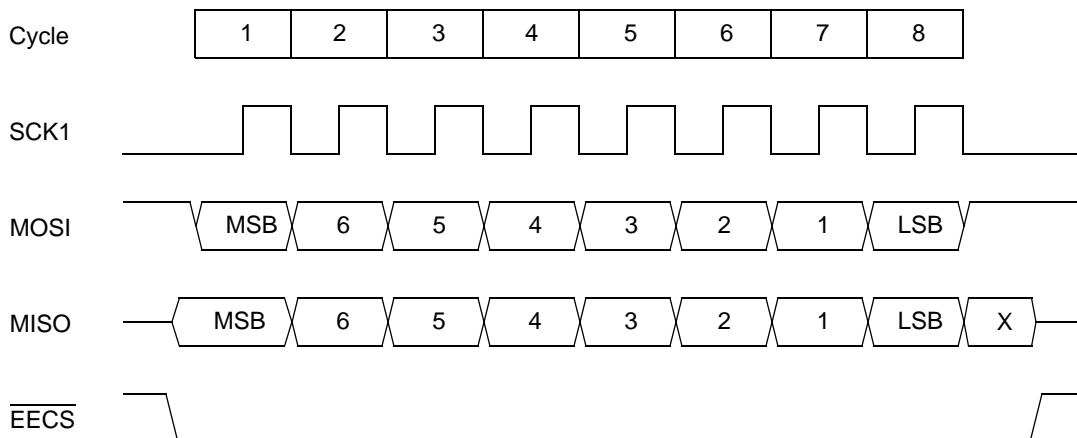 Cycle 1 2 3 4 5 6 7 8
SCK1
MOSI MSB 6 5 4 3 2 1 LSB
MISO MSB 6 5 4 3 2 1 LSB X
EECS